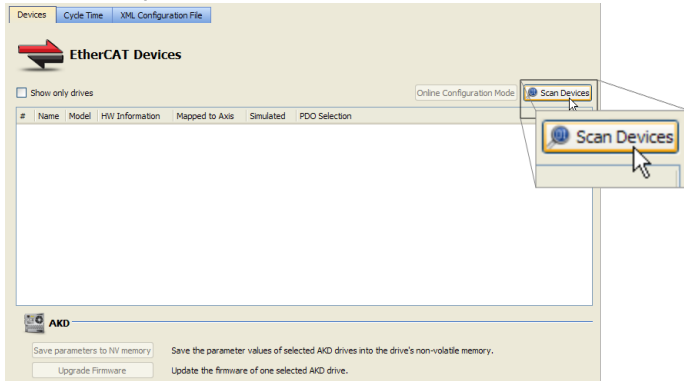 Devices Cycle Time XML Configuration File
EtherCAT Devices
Show only drives Online Configuration Mode Scan Devices
# Name Model HW Information Mapped to Axis Simulated PDO Selection
Scan Devices
AKD
Save parameters to NV memory Save the parameter values of selected AKD drives into the drive's non-volatile memory.
Upgrade Firmware Update the firmware of one selected AKD drive.